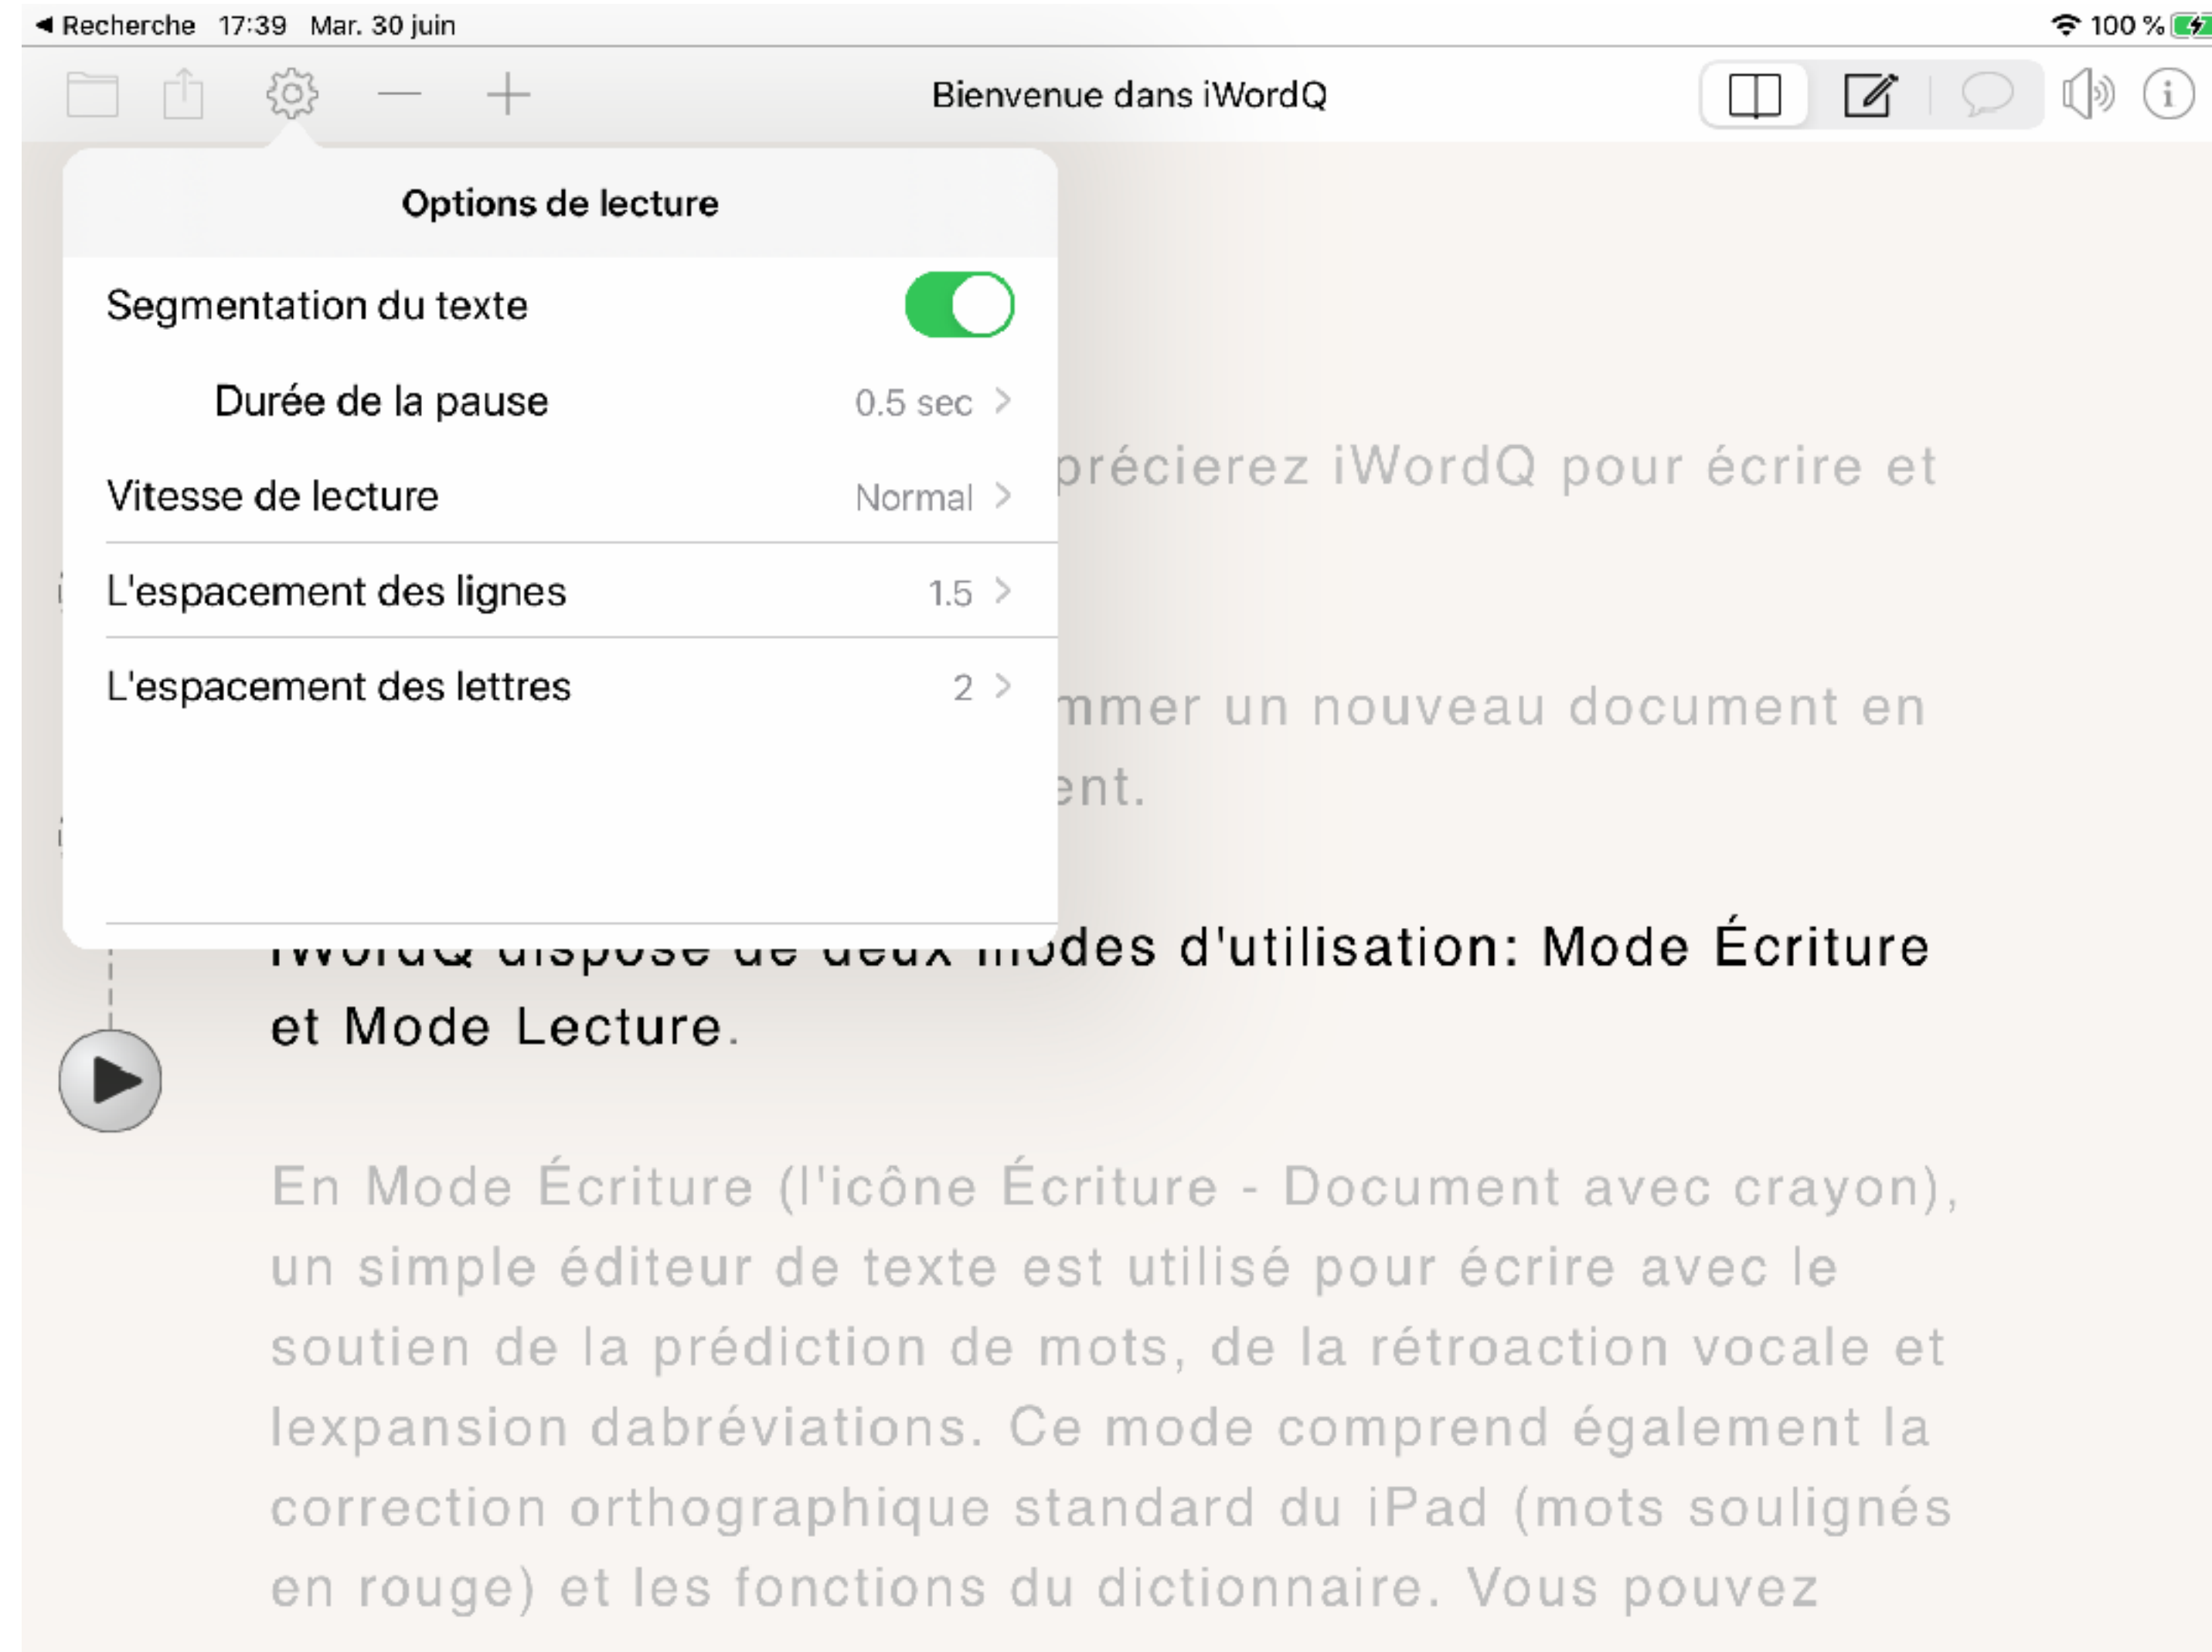 Recherche 17:39 Mar. 30 juin 100 %
Bienvenue dans iWordQ
Options de lecture
Segmentation du texte
Durée de la pause 0.5 sec
Vitesse de lecture Normal
L'espacement des lignes 1.5
L'espacement des lettres 2
précierez iWordQ pour écrire et
mmer un nouveau document en
ent.
iWordQ dispose de deux modes d'utilisation: Mode Écriture
et Mode Lecture.
En Mode Écriture (l'icône Écriture - Document avec crayon),
un simple éditeur de texte est utilisé pour écrire avec le
soutien de la prédiction de mots, de la rétroaction vocale et
lexpansion dabréviations. Ce mode comprend également la
correction orthographique standard du iPad (mots soulignés
en rouge) et les fonctions du dictionnaire. Vous pouvez